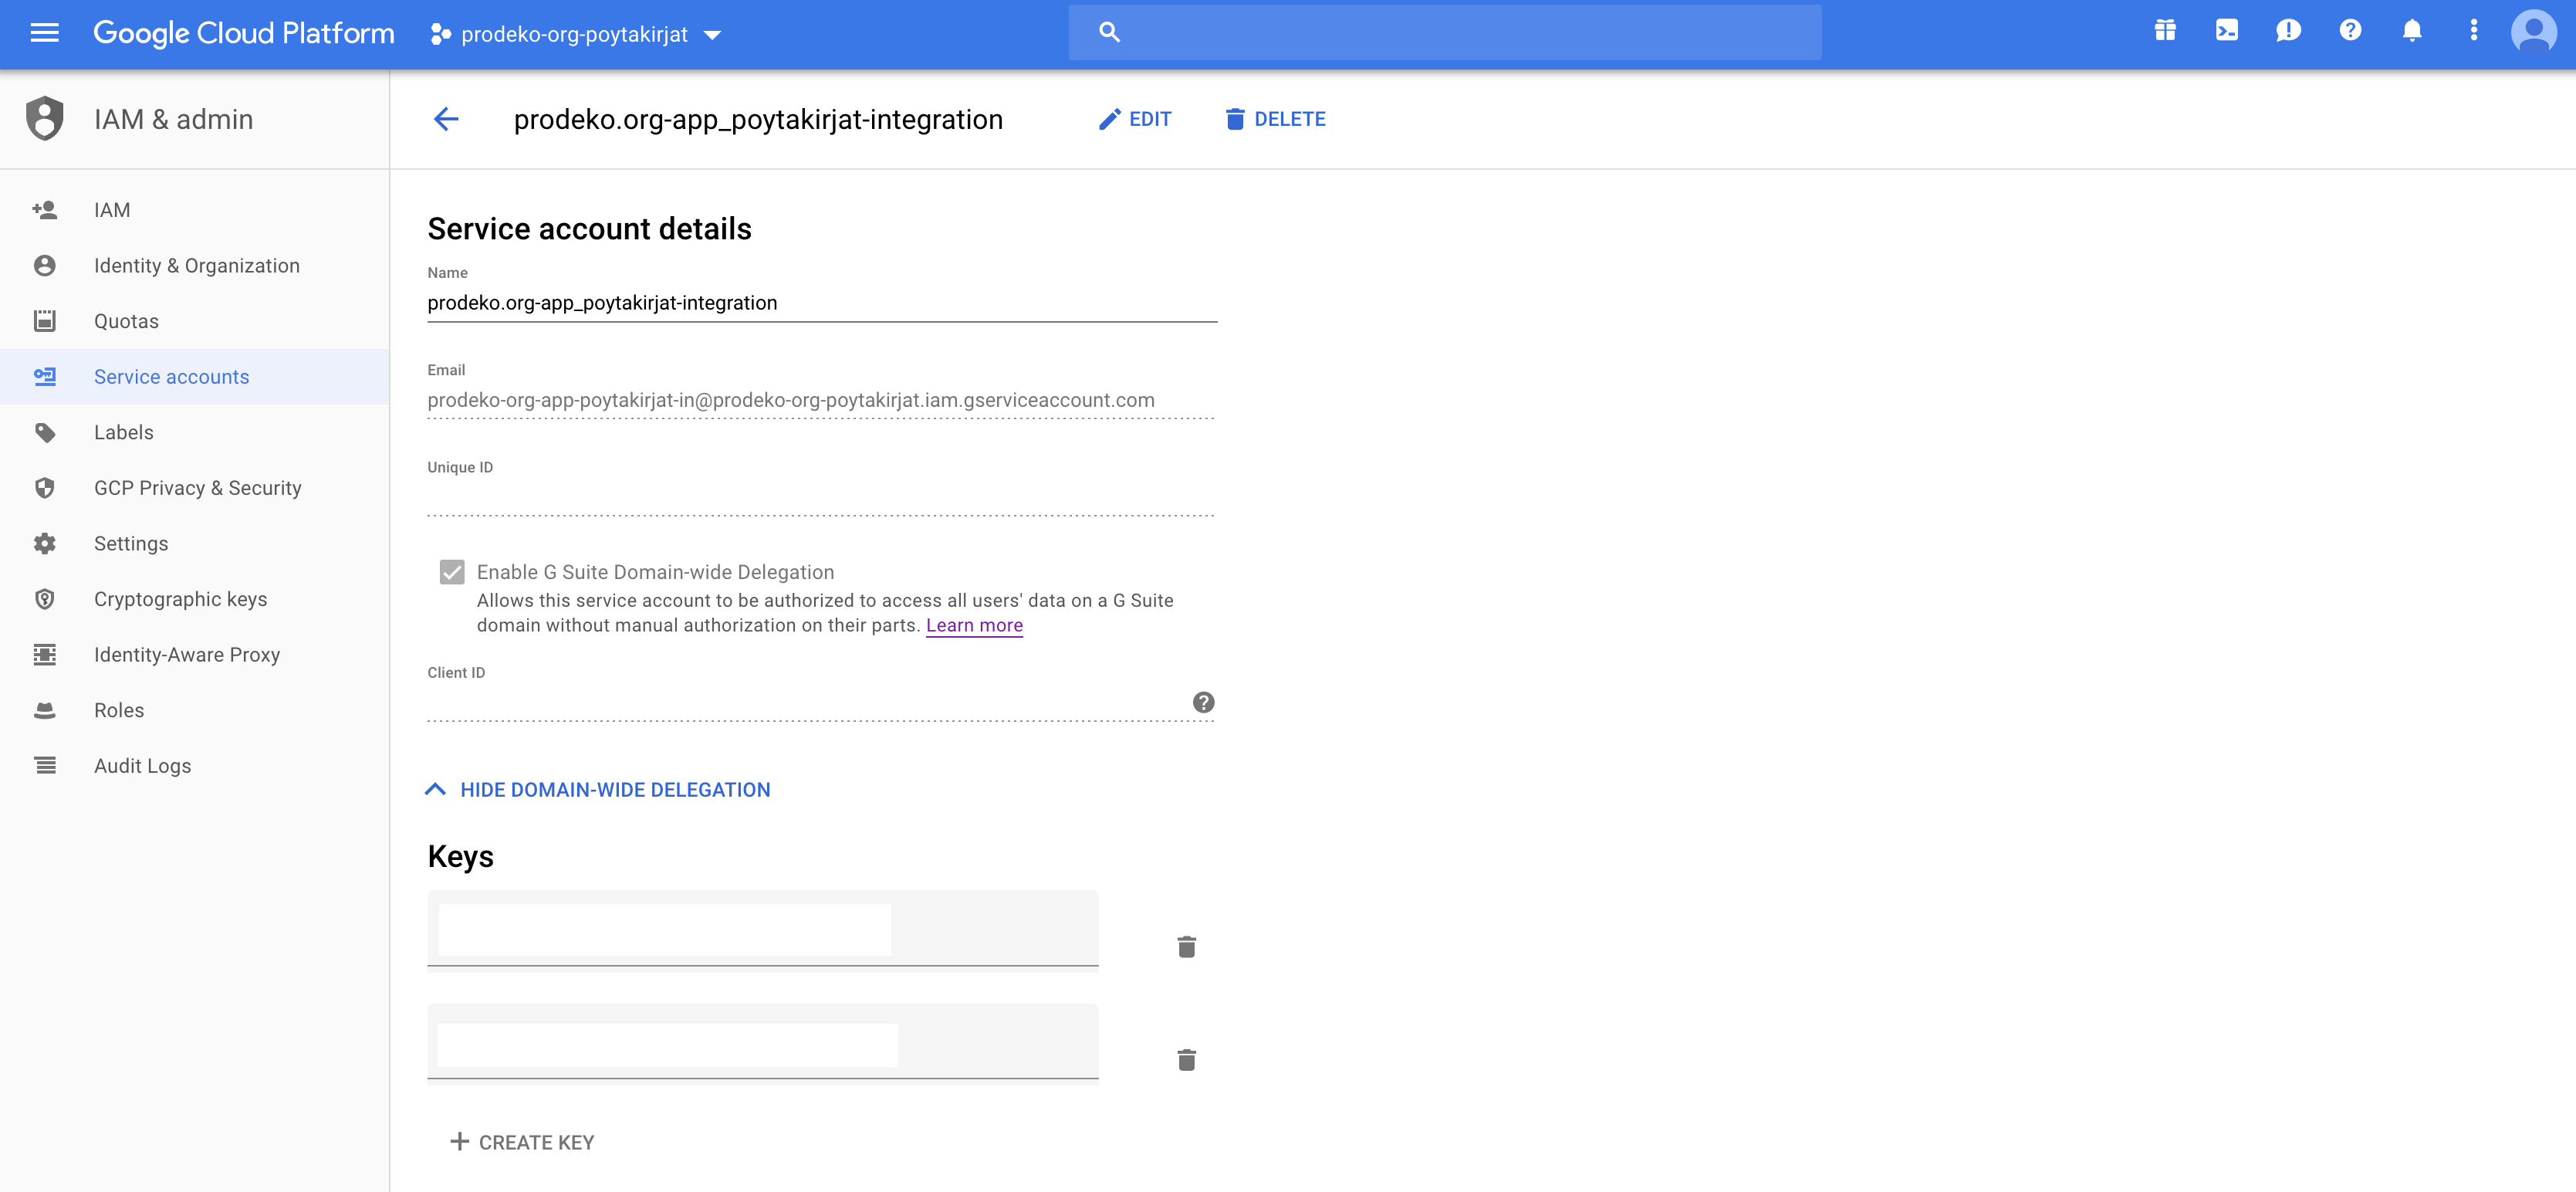 Google Cloud Platform
prodeko-org-poytakirjat
IAM & admin
prodeko.org-app_poytakirjat-integration
EDIT
DELETE
IAM
Identity & Organization
Quotas
Service accounts
Labels
GCP Privacy & Security
Settings
Cryptographic keys
Identity-Aware Proxy
Roles
Audit Logs
Service account details
Name
prodeko.org-app_poytakirjat-integration
Email
prodeko-org-app-poytakirjat-in@prodeko-org-poytakirjat.iam.gserviceaccount.com
Unique ID
Enable G Suite Domain-wide Delegation
Allows this service account to be authorized to access all users' data on a G Suite
domain without manual authorization on their parts. Learn more
Client ID
HIDE DOMAIN-WIDE DELEGATION
Keys
CREATE KEY